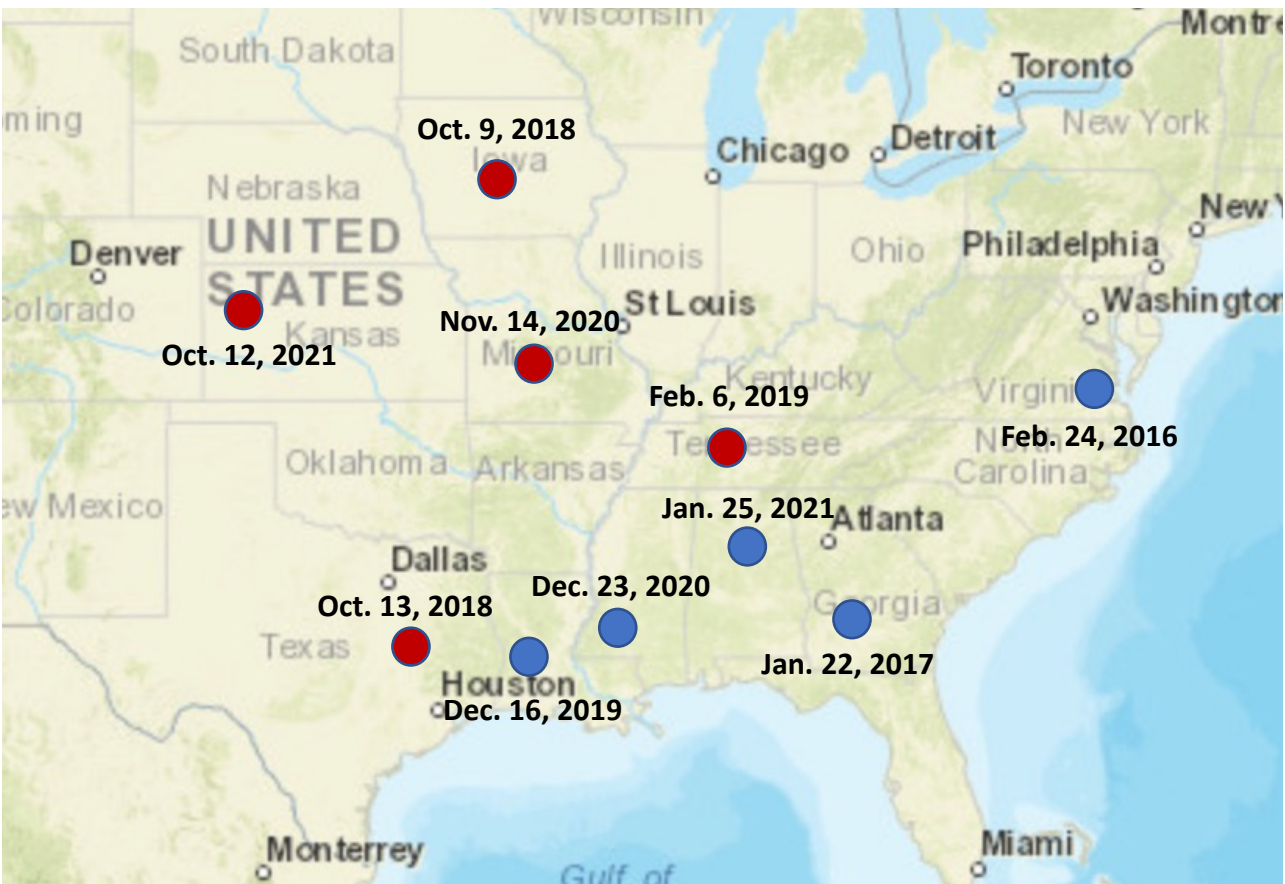 Wisconsin
Montre
South Dakota
Toronto
oming
New York
Oct. 9, 2018
Iowa
Chicago
Detroit
Nebraska
New Y
UNITED
STATES
Denver
Illinois
Ohio
Philadelphia
Colorado
St Louis
Washington
Nov. 14, 2020
Kansas
Missouri
Oct. 12, 2021
Kentucky
Virginia
Feb. 6, 2019
Feb. 24, 2016
Tennessee
North
Carolina
Oklahoma
Arkansas
ew Mexico
Jan. 25, 2021
Atlanta
Dallas
Dec. 23, 2020
Oct. 13, 2018
Georgia
Texas
Jan. 22, 2017
Houston
Dec. 16, 2019
Monterrey
Miami
Gulf of